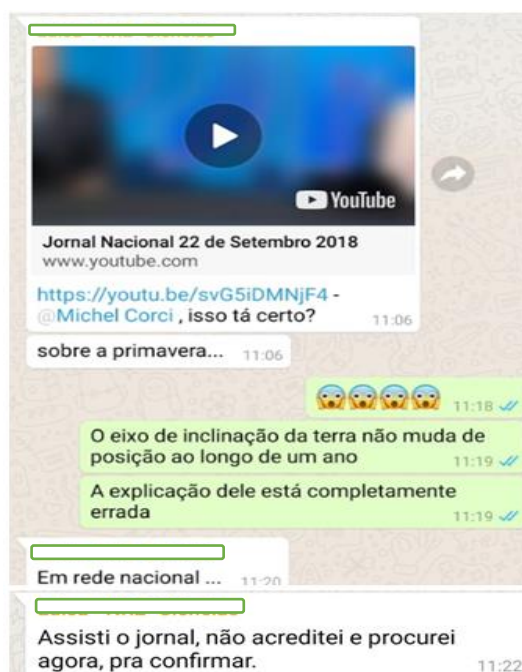 YouTube
Jornal Nacional 22 de Setembro 2018
www.youtube.com
https://youtu.be/svG5iDMNjF4 -
@Michel Corci , isso tá certo?
11:06
sobre a primavera... 11:06
😱😱😱😱 11:18
O eixo de inclinação da terra não muda de
posição ao longo de um ano 11:19
A explicação dele está completamente
errada 11:19
Em rede nacional ... 11:20
Assisti o jornal, não acreditei e procurei
agora, pra confirmar. 11:22